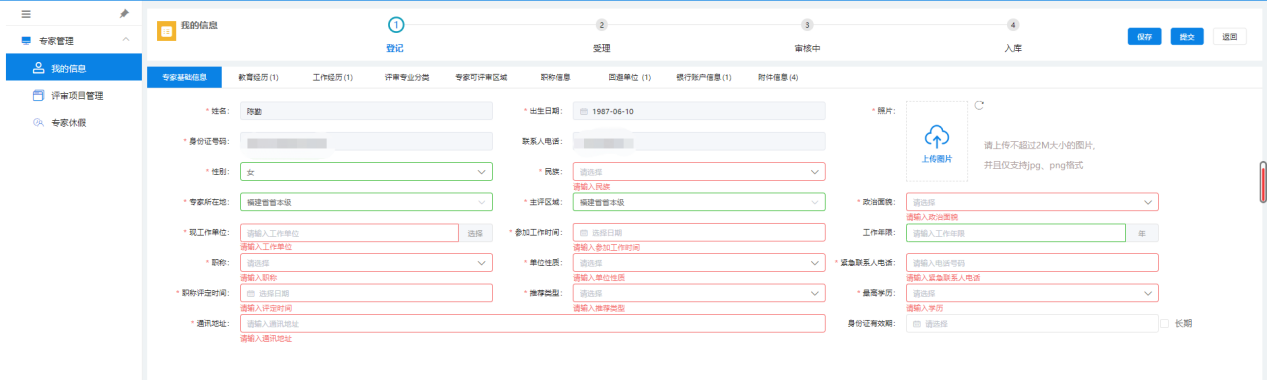 我的信息
1
2
3
4
登记
受理
审核中
入库
保存
提交
返回
专家管理
我的信息
评审项目管理
专家休假
专家基础信息
教育经历(1)
工作经历(1)
评审专业分类
专家可评审区域
职称信息
回避单位 (1)
银行账户信息(1)
附件信息(4)
* 姓名: 陈勤
* 出生日期: 1987-06-10
* 照片:
上传图片
请上传不超过2M大小的图片,
并且仅支持jpg、png格式
* 身份证号码:
联系人电话:
* 性别: 女
* 民族: 请选择
请输入民族
* 专家所在地: 福建省省本级
* 主评区域: 福建省省本级
* 政治面貌: 请选择
请输入政治面貌
* 现工作单位: 请输入工作单位 选择
请输入工作单位
* 参加工作时间: 选择日期
请输入参加工作时间
工作年限: 请输入工作年限 年
* 职称: 请选择
请输入职称
* 单位性质: 请选择
请输入单位性质
* 紧急联系人电话: 请输入电话号码
请输入紧急联系人电话
* 职称评定时间: 选择日期
请输入评定时间
* 推荐类型: 请选择
请输入推荐类型
* 最高学历: 请选择
请输入学历
* 通讯地址: 请输入通讯地址
请输入通讯地址
身份证有效期: 请选择 长期